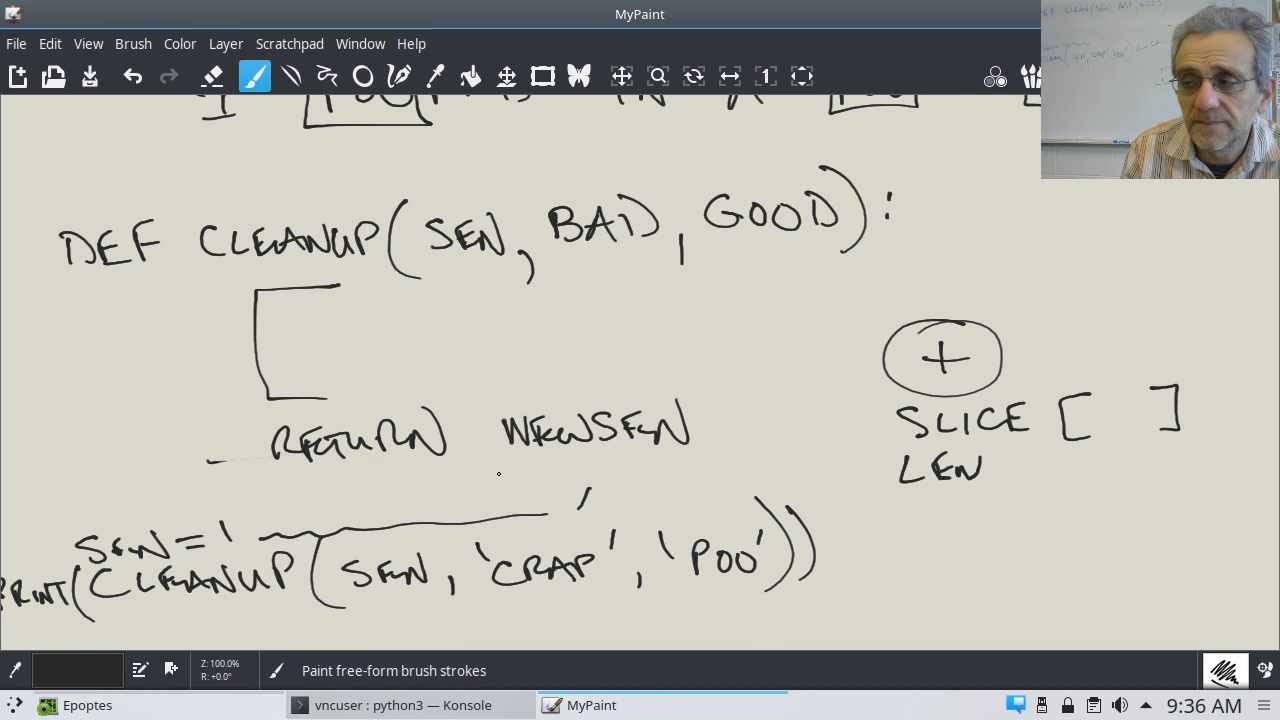 MyPaint
File Edit View Brush Color Layer Scratchpad Window Help
DEF CLEANUP(SEN, BAD, GOOD):
+
SLICE [ ]
RETURN NEWSEN
LEN
SEN = ' '
PRINT(CLEANUP(SEN, 'CRAP', 'POO'))
Z: 100.0%
R: +0.0°
Paint free-form brush strokes
Epoptes
vncuser : python3 — Konsole
MyPaint
9:36 AM